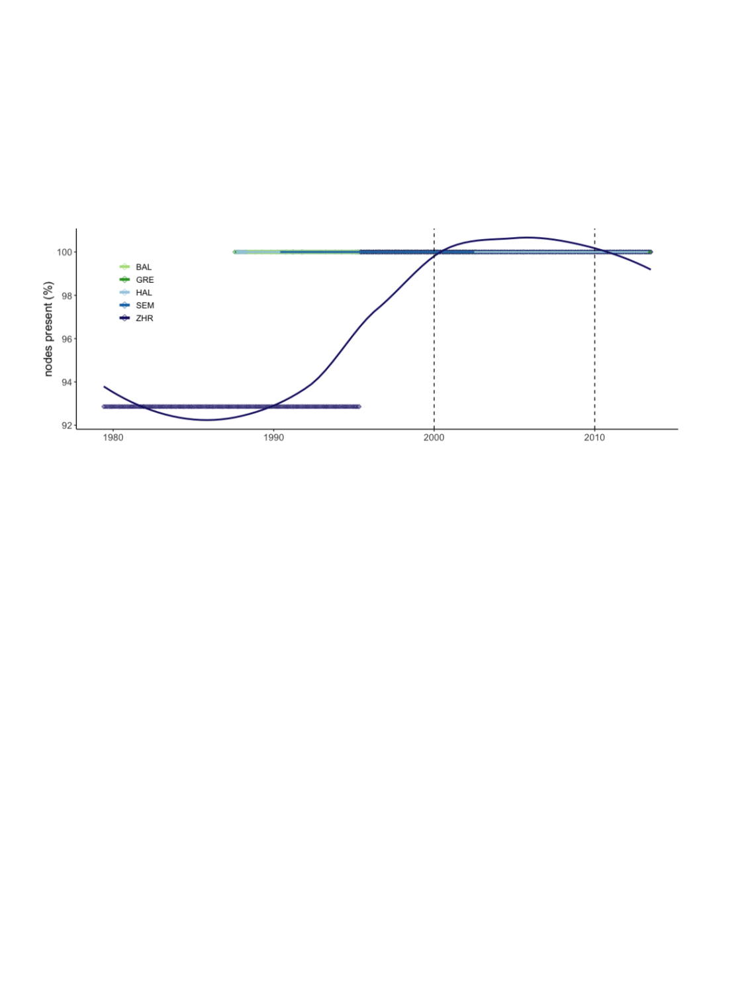 nodes present (%)
100
98
96
94
92
BAL
GRE
HAL
SEM
ZHR
1980 1990 2000 2010